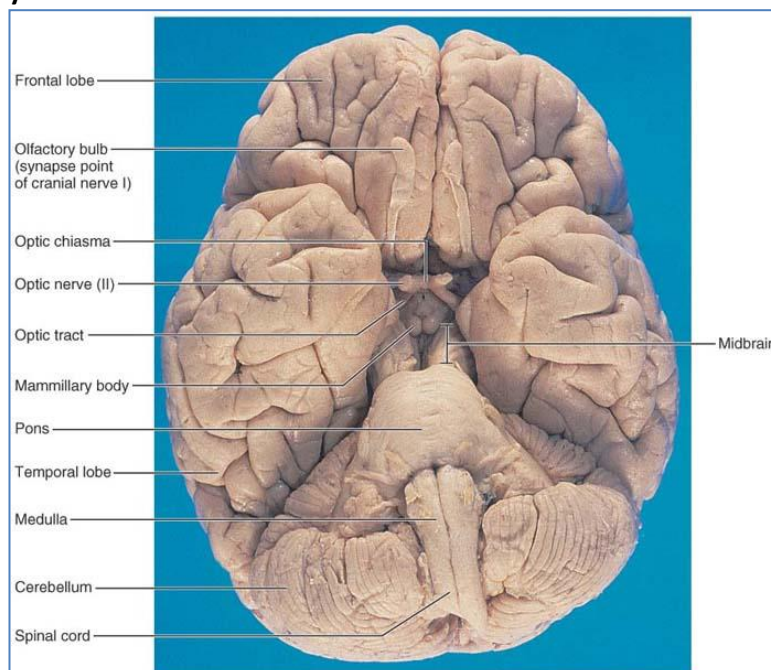 Frontal lobe
Olfactory bulb
(synapse point
of cranial nerve I)
Optic chiasma
Optic nerve (II)
Optic tract
Midbrain
Mammillary body
Pons
Temporal lobe
Medulla
Cerebellum
Spinal cord